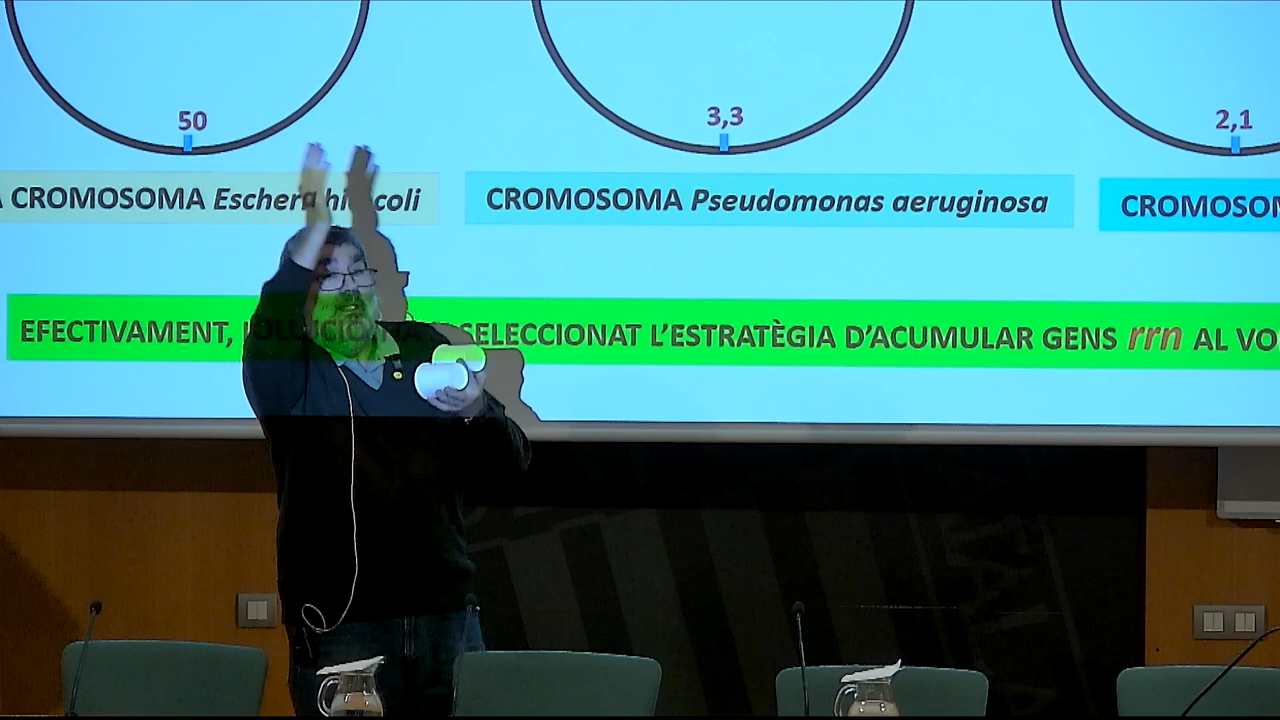 50
3,3
2,1
A CROMOSOMA Escherichia coli
CROMOSOMA Pseudomonas aeruginosa
CROMOSOM
EFECTIVAMENT, SELECCIONAT L'ESTRATÈGIA D'ACUMULAR GENS rrn AL VO